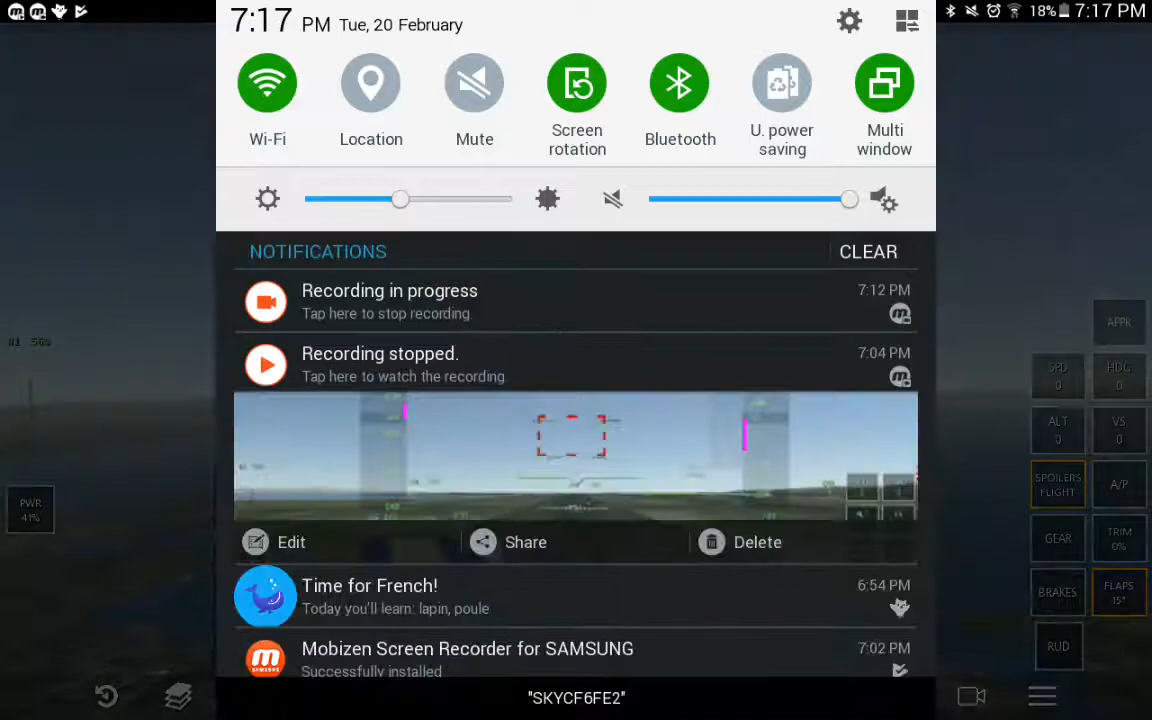 7:17 PM Tue, 20 February
18% 7:17 PM
Wi-Fi
Location
Mute
Screen rotation
Bluetooth
U. power saving
Multi window
NOTIFICATIONS
CLEAR
Recording in progress
7:12 PM
Tap here to stop recording.
Recording stopped.
7:04 PM
Tap here to watch the recording.
Edit
Share
Delete
Time for French!
6:54 PM
Today you'll learn: lapin, poule
Mobizen Screen Recorder for SAMSUNG
7:02 PM
Successfully installed.
"SKYCF6FE2"
PWR
41%
APPR
SPD
0
HDG
0
ALT
0
VS
0
SPOILERS
FLIGHT
A/P
GEAR
TRIM
0%
BRAKES
FLAPS
15°
RUD